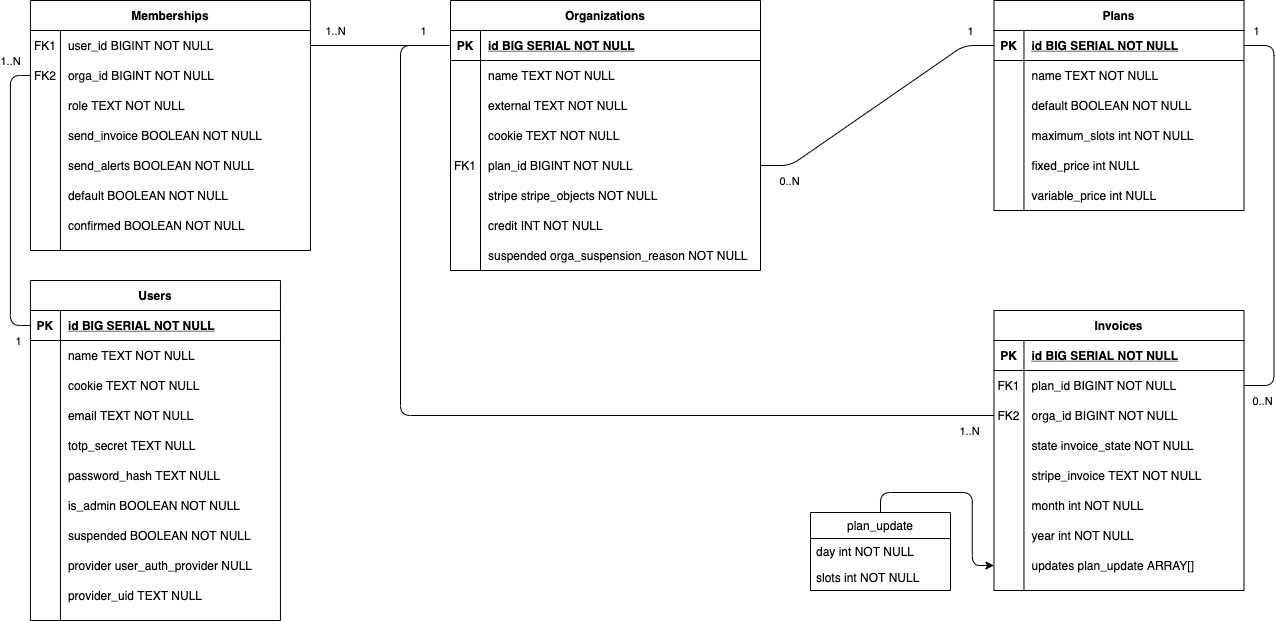 Memberships
FK1 user_id BIGINT NOT NULL
FK2 orga_id BIGINT NOT NULL
role TEXT NOT NULL
send_invoice BOOLEAN NOT NULL
send_alerts BOOLEAN NOT NULL
default BOOLEAN NOT NULL
confirmed BOOLEAN NOT NULL
1..N
1..N
1
Users
PK id BIG SERIAL NOT NULL
name TEXT NOT NULL
cookie TEXT NOT NULL
email TEXT NOT NULL
totp_secret TEXT NULL
password_hash TEXT NULL
is_admin BOOLEAN NOT NULL
suspended BOOLEAN NOT NULL
provider user_auth_provider NULL
provider_uid TEXT NULL
1
Organizations
PK id BIG SERIAL NOT NULL
name TEXT NOT NULL
external TEXT NOT NULL
cookie TEXT NOT NULL
FK1 plan_id BIGINT NOT NULL
stripe stripe_objects NOT NULL
credit INT NOT NULL
suspended orga_suspension_reason NOT NULL
0..N
1
Plans
PK id BIG SERIAL NOT NULL
name TEXT NOT NULL
default BOOLEAN NOT NULL
maximum_slots int NOT NULL
fixed_price int NULL
variable_price int NULL
1
Invoices
PK id BIG SERIAL NOT NULL
FK1 plan_id BIGINT NOT NULL
FK2 orga_id BIGINT NOT NULL
state invoice_state NOT NULL
stripe_invoice TEXT NOT NULL
month int NOT NULL
year int NOT NULL
updates plan_update ARRAY[]
0..N
1..N
plan_update
day int NOT NULL
slots int NOT NULL